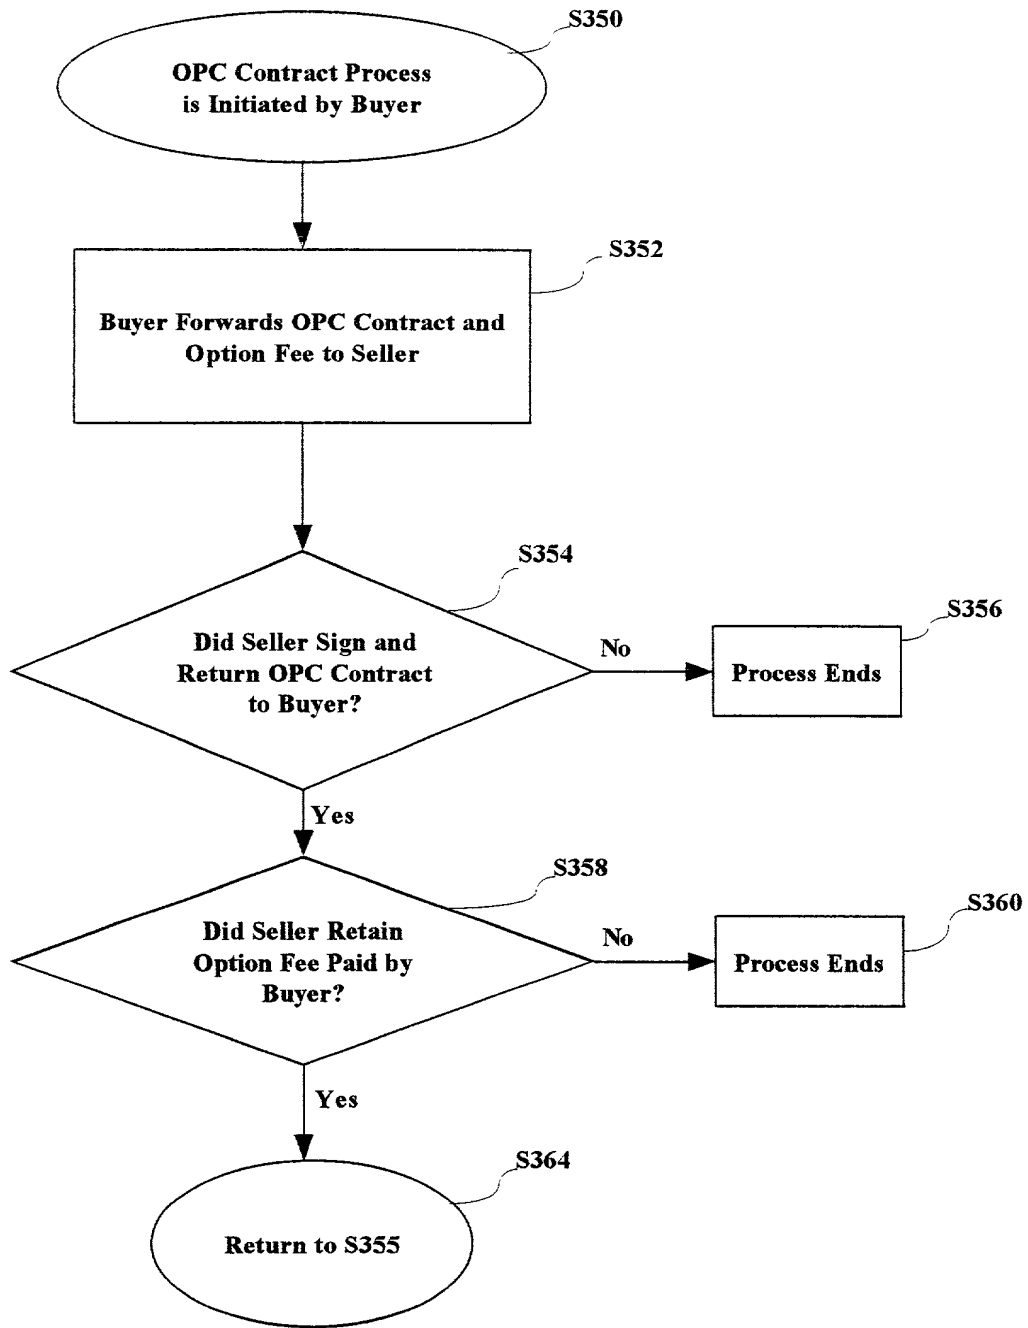 S350
OPC Contract Process
is Initiated by Buyer
S352
Buyer Forwards OPC Contract and
Option Fee to Seller
S354
Did Seller Sign and
Return OPC Contract
to Buyer?
No
S356
Process Ends
Yes
S358
Did Seller Retain
Option Fee Paid by
Buyer?
No
S360
Process Ends
Yes
S364
Return to S355